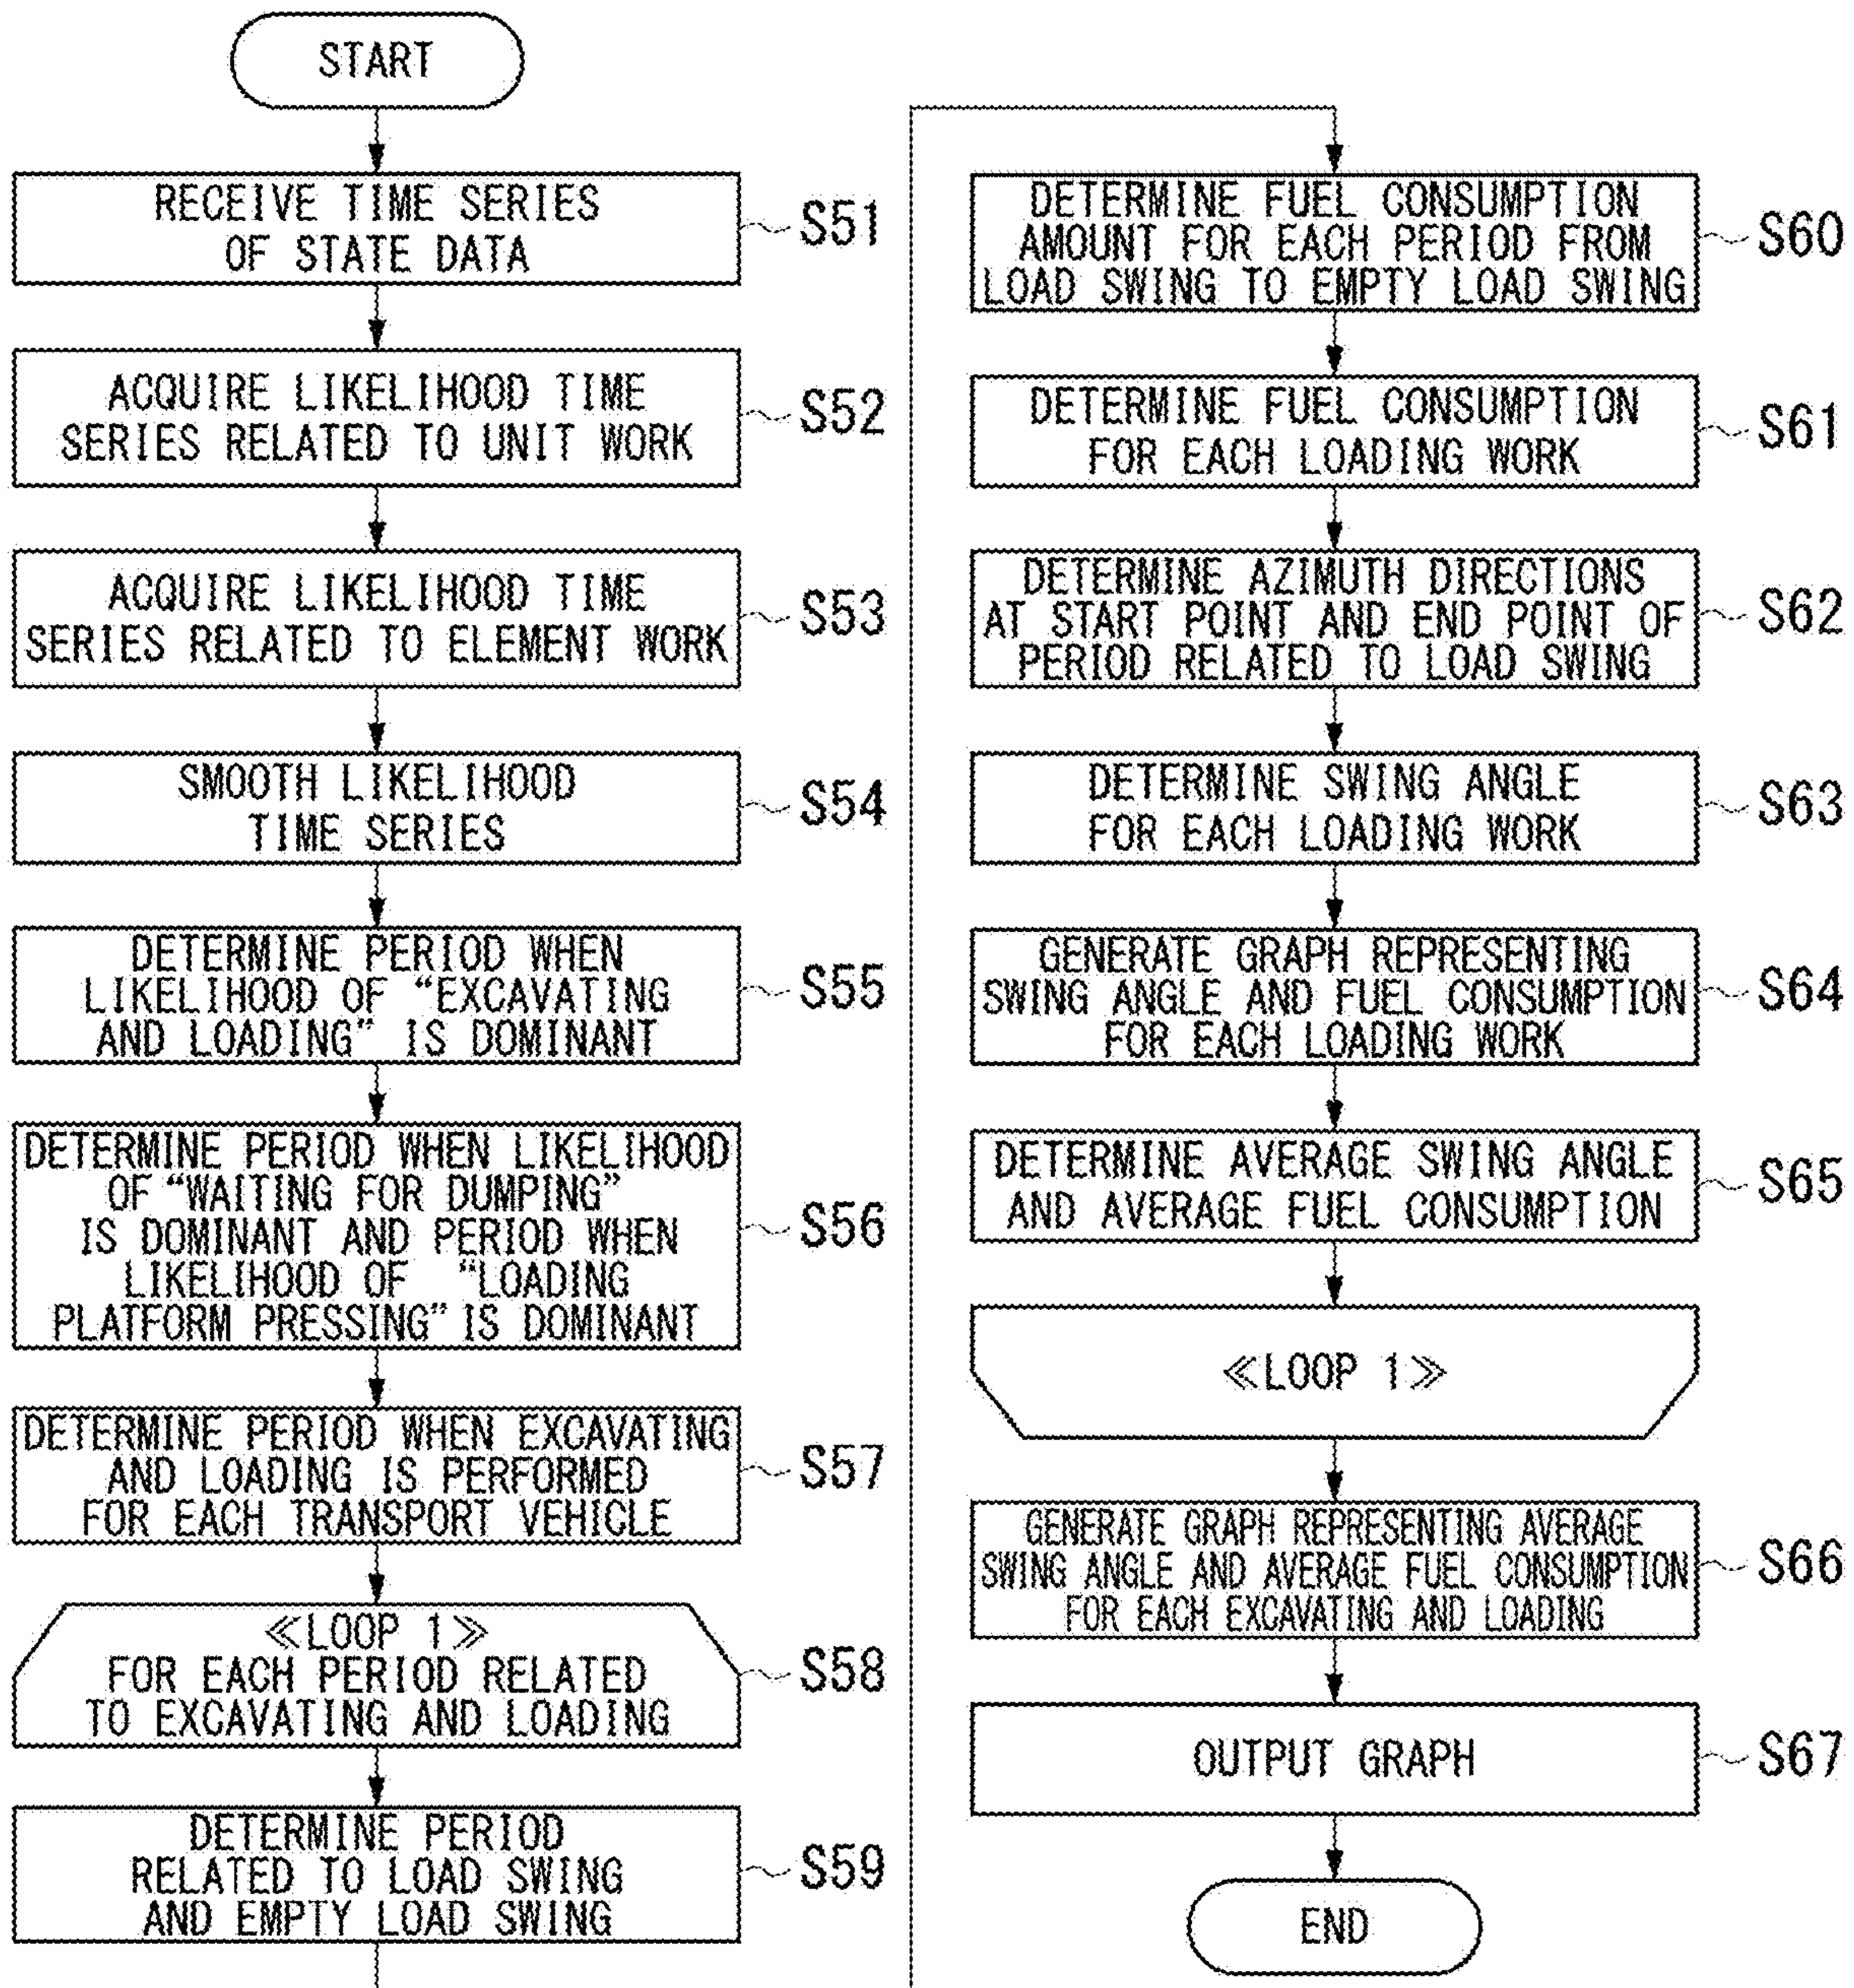 START
RECEIVE TIME SERIES
OF STATE DATA
S51
ACQUIRE LIKELIHOOD TIME
SERIES RELATED TO UNIT WORK
S52
ACQUIRE LIKELIHOOD TIME
SERIES RELATED TO ELEMENT WORK
S53
SMOOTH LIKELIHOOD
TIME SERIES
S54
DETERMINE PERIOD WHEN
LIKELIHOOD OF "EXCAVATING
AND LOADING" IS DOMINANT
S55
DETERMINE PERIOD WHEN LIKELIHOOD
OF "WAITING FOR DUMPING"
IS DOMINANT AND PERIOD WHEN
LIKELIHOOD OF "LOADING
PLATFORM PRESSING" IS DOMINANT
S56
DETERMINE PERIOD WHEN EXCAVATING
AND LOADING IS PERFORMED
FOR EACH TRANSPORT VEHICLE
S57
≪LOOP 1≫
FOR EACH PERIOD RELATED
TO EXCAVATING AND LOADING
S58
DETERMINE PERIOD
RELATED TO LOAD SWING
AND EMPTY LOAD SWING
S59
DETERMINE FUEL CONSUMPTION
AMOUNT FOR EACH PERIOD FROM
LOAD SWING TO EMPTY LOAD SWING
S60
DETERMINE FUEL CONSUMPTION
FOR EACH LOADING WORK
S61
DETERMINE AZIMUTH DIRECTIONS
AT START POINT AND END POINT OF
PERIOD RELATED TO LOAD SWING
S62
DETERMINE SWING ANGLE
FOR EACH LOADING WORK
S63
GENERATE GRAPH REPRESENTING
SWING ANGLE AND FUEL CONSUMPTION
FOR EACH LOADING WORK
S64
DETERMINE AVERAGE SWING ANGLE
AND AVERAGE FUEL CONSUMPTION
S65
≪LOOP 1≫
GENERATE GRAPH REPRESENTING AVERAGE
SWING ANGLE AND AVERAGE FUEL CONSUMPTION
FOR EACH EXCAVATING AND LOADING
S66
OUTPUT GRAPH
S67
END